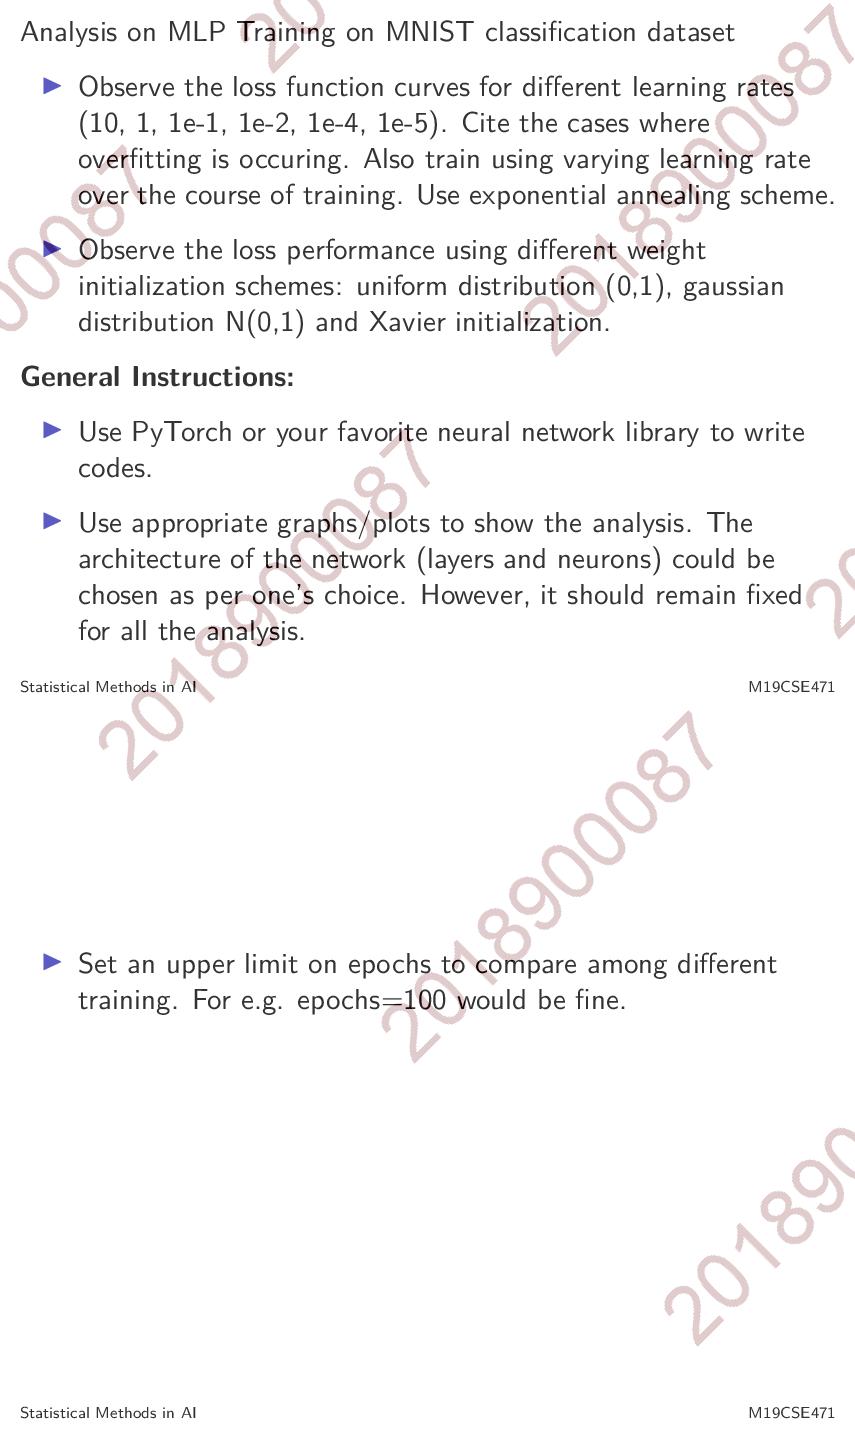 Analysis on MLP Training on MNIST classification dataset
▶ Observe the loss function curves for different learning rates
(10, 1, 1e-1, 1e-2, 1e-4, 1e-5). Cite the cases where
overfitting is occuring. Also train using varying learning rate
over the course of training. Use exponential annealing scheme.
▶ Observe the loss performance using different weight
initialization schemes: uniform distribution (0,1), gaussian
distribution N(0,1) and Xavier initialization.
General Instructions:
▶ Use PyTorch or your favorite neural network library to write
codes.
▶ Use appropriate graphs/plots to show the analysis. The
architecture of the network (layers and neurons) could be
chosen as per one's choice. However, it should remain fixed
for all the analysis.
Statistical Methods in AI
M19CSE471
▶ Set an upper limit on epochs to compare among different
training. For e.g. epochs=100 would be fine.
Statistical Methods in AI
M19CSE471
20
2018900087
00087
2018900087
20
2018900087
201890